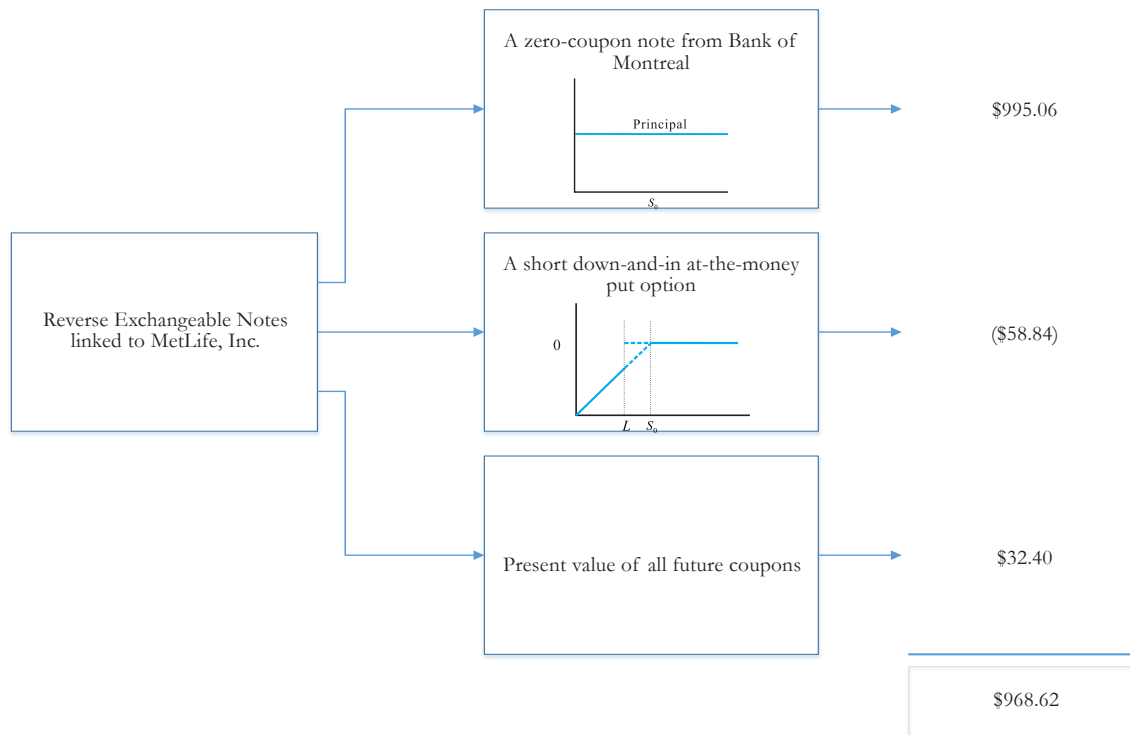 A zero-coupon note from Bank of
Montreal
Principal
S₀
$995.06
Reverse Exchangeable Notes
linked to MetLife, Inc.
A short down-and-in at-the-money
put option
0
L S₀
($58.84)
Present value of all future coupons
$32.40
$968.62